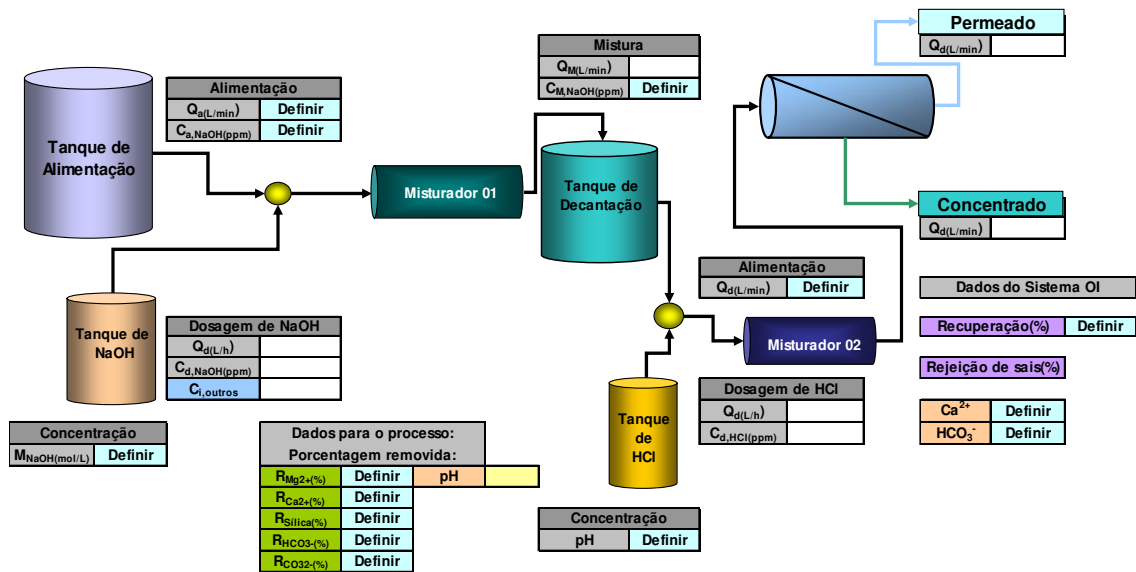 Tanque de
Alimentação
Alimentação
Qa(L/min) Definir
Ca,NaOH(ppm) Definir
Misturador 01
Mistura
QM(L/min)
CM,NaOH(ppm) Definir
Tanque de
Decantação
Permeado
Qd(L/min)
Concentrado
Qd(L/min)
Tanque de
NaOH
Dosagem de NaOH
Qd(L/h)
Cd,NaOH(ppm)
Ci,outros
Concentração
MNaOH(mol/L) Definir
Dados para o processo:
Porcentagem removida:
RMg2+(%) Definir pH
RCa2+(%) Definir
RSílica(%) Definir
RHCO3-(%) Definir
RCO32-(%) Definir
Alimentação
Qd(L/min) Definir
Misturador 02
Tanque
de
HCl
Dosagem de HCl
Qd(L/h)
Cd,HCl(ppm)
Concentração
pH Definir
Dados do Sistema OI
Recuperação(%) Definir
Rejeição de sais(%)
Ca2+ Definir
HCO3- Definir